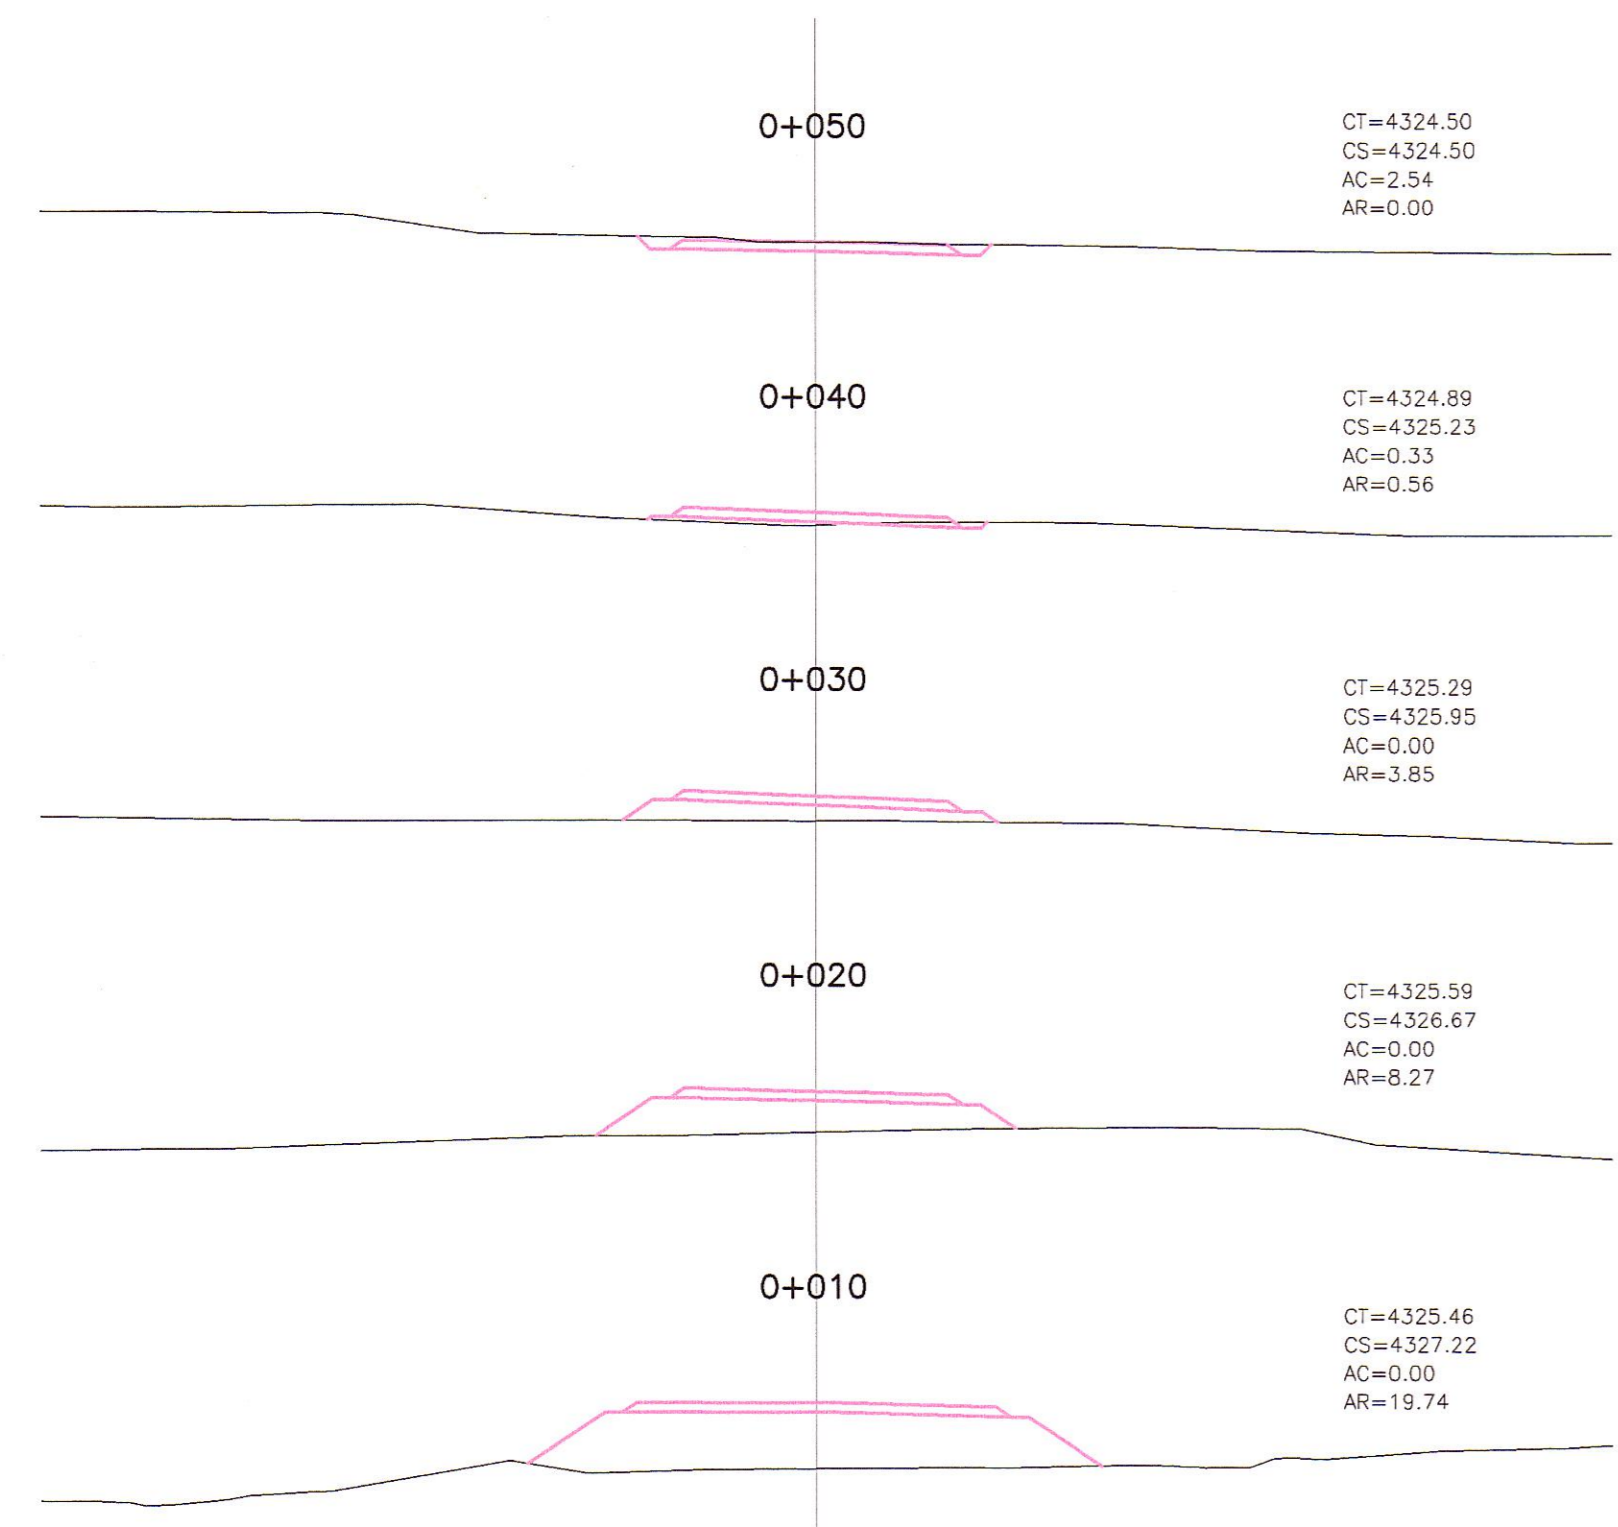 0+050
CT=4324.50
CS=4324.50
AC=2.54
AR=0.00
0+040
CT=4324.89
CS=4325.23
AC=0.33
AR=0.56
0+030
CT=4325.29
CS=4325.95
AC=0.00
AR=3.85
0+020
CT=4325.59
CS=4326.67
AC=0.00
AR=8.27
0+010
CT=4325.46
CS=4327.22
AC=0.00
AR=19.74